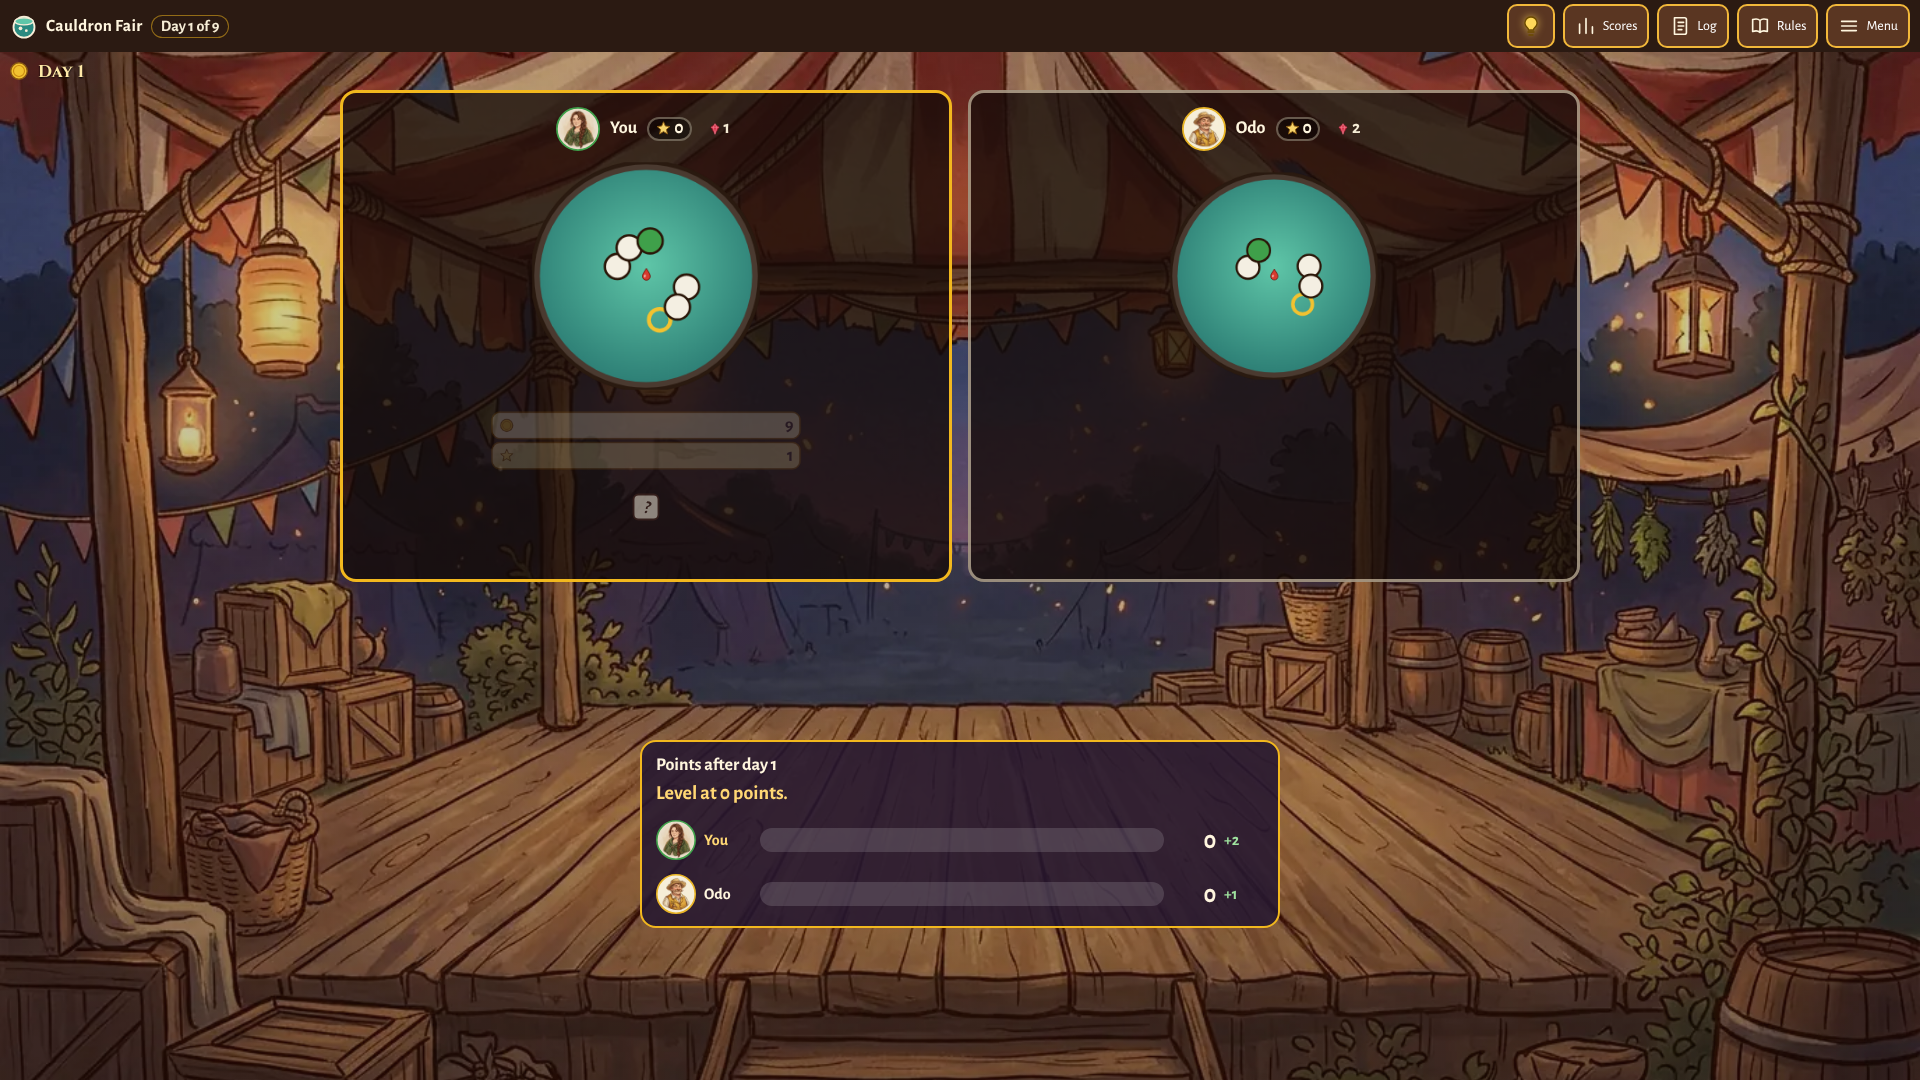 Cauldron Fair
Day 1 of 9
Scores
Log
Rules
Menu
DAY 1
You
0
1
Odo
0
2
9
1
?
Points after day 1
Level at 0 points.
You
0 +2
Odo
0 +1